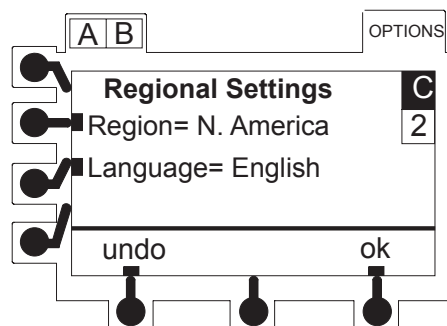 A B
OPTIONS
Regional Settings
C
Region= N. America
2
Language= English
undo
ok